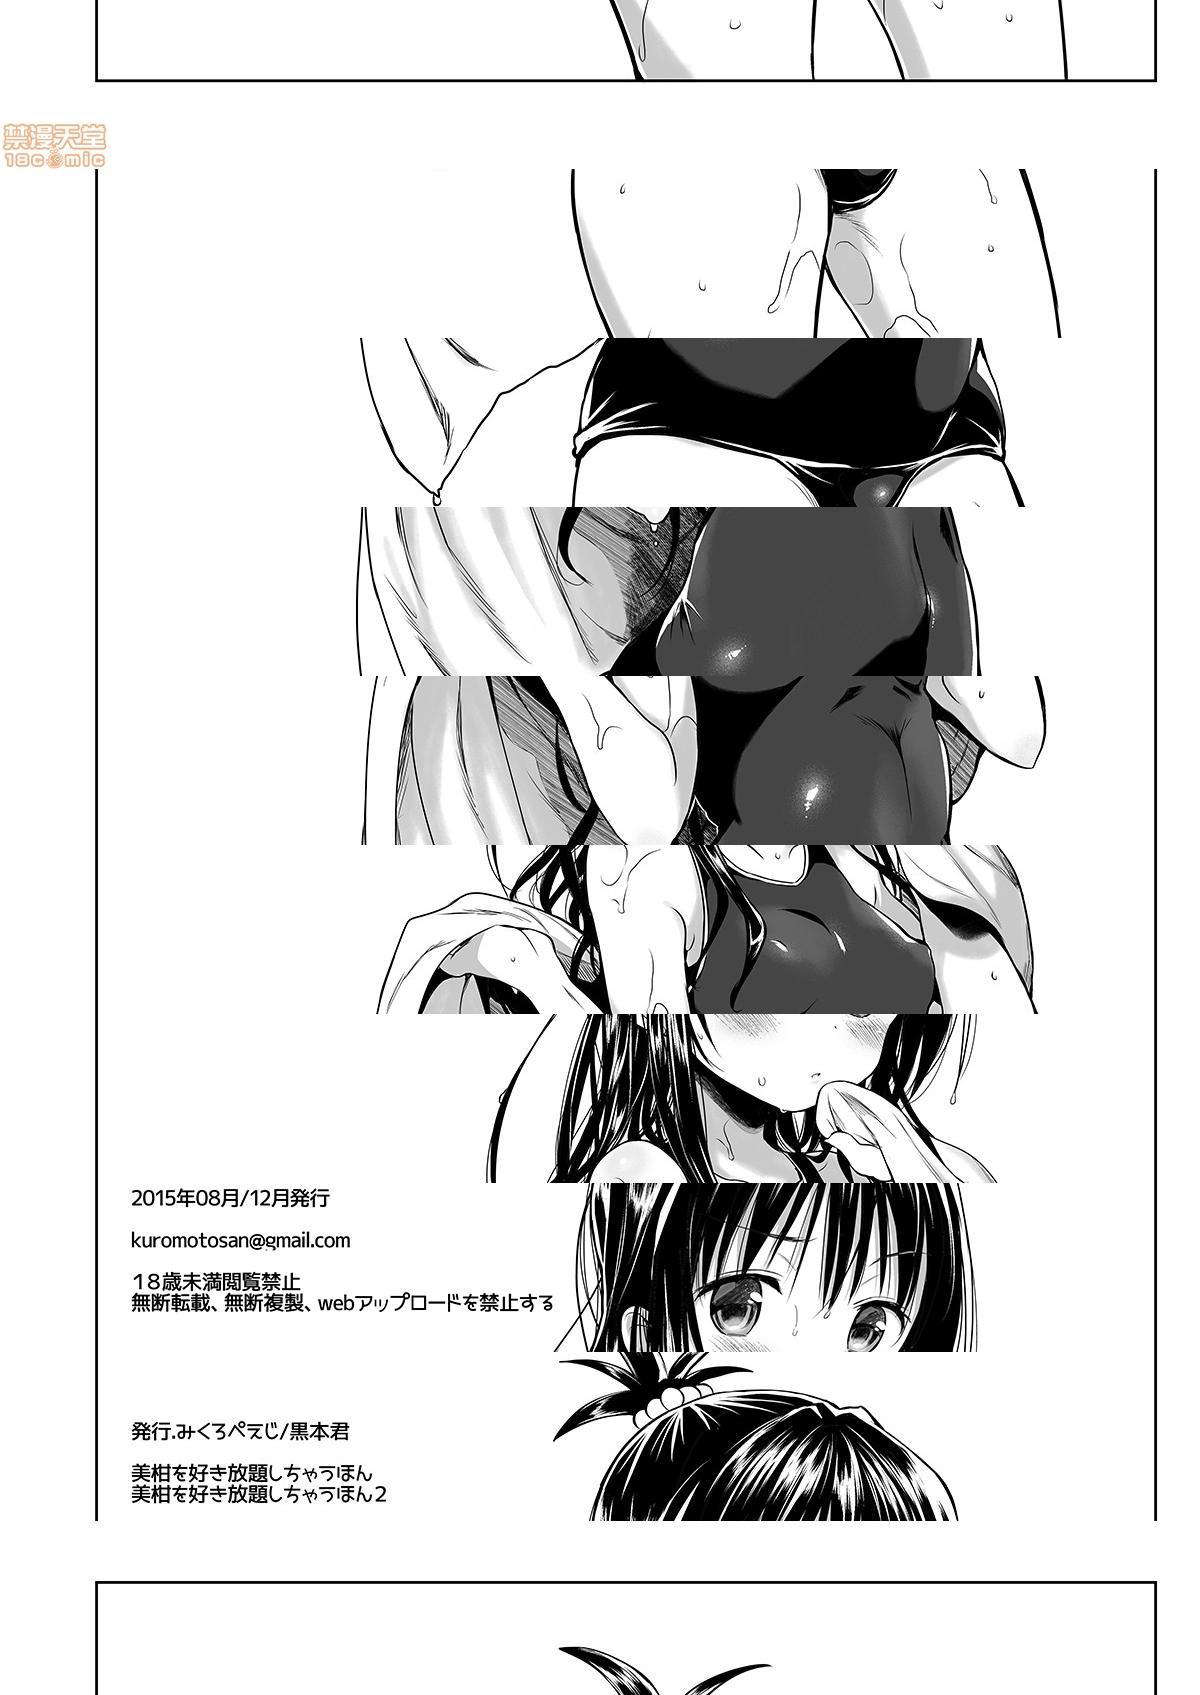 禁漫天堂
18comic
2015年08月/12月発行
kuromotosan@gmail.com
18歳未満閲覧禁止
無断転載、無断複製、webアップロードを禁止する
発行.みくろぺえじ/黒本君
美柑を好き放題しちゃうほん
美柑を好き放題しちゃうほん2